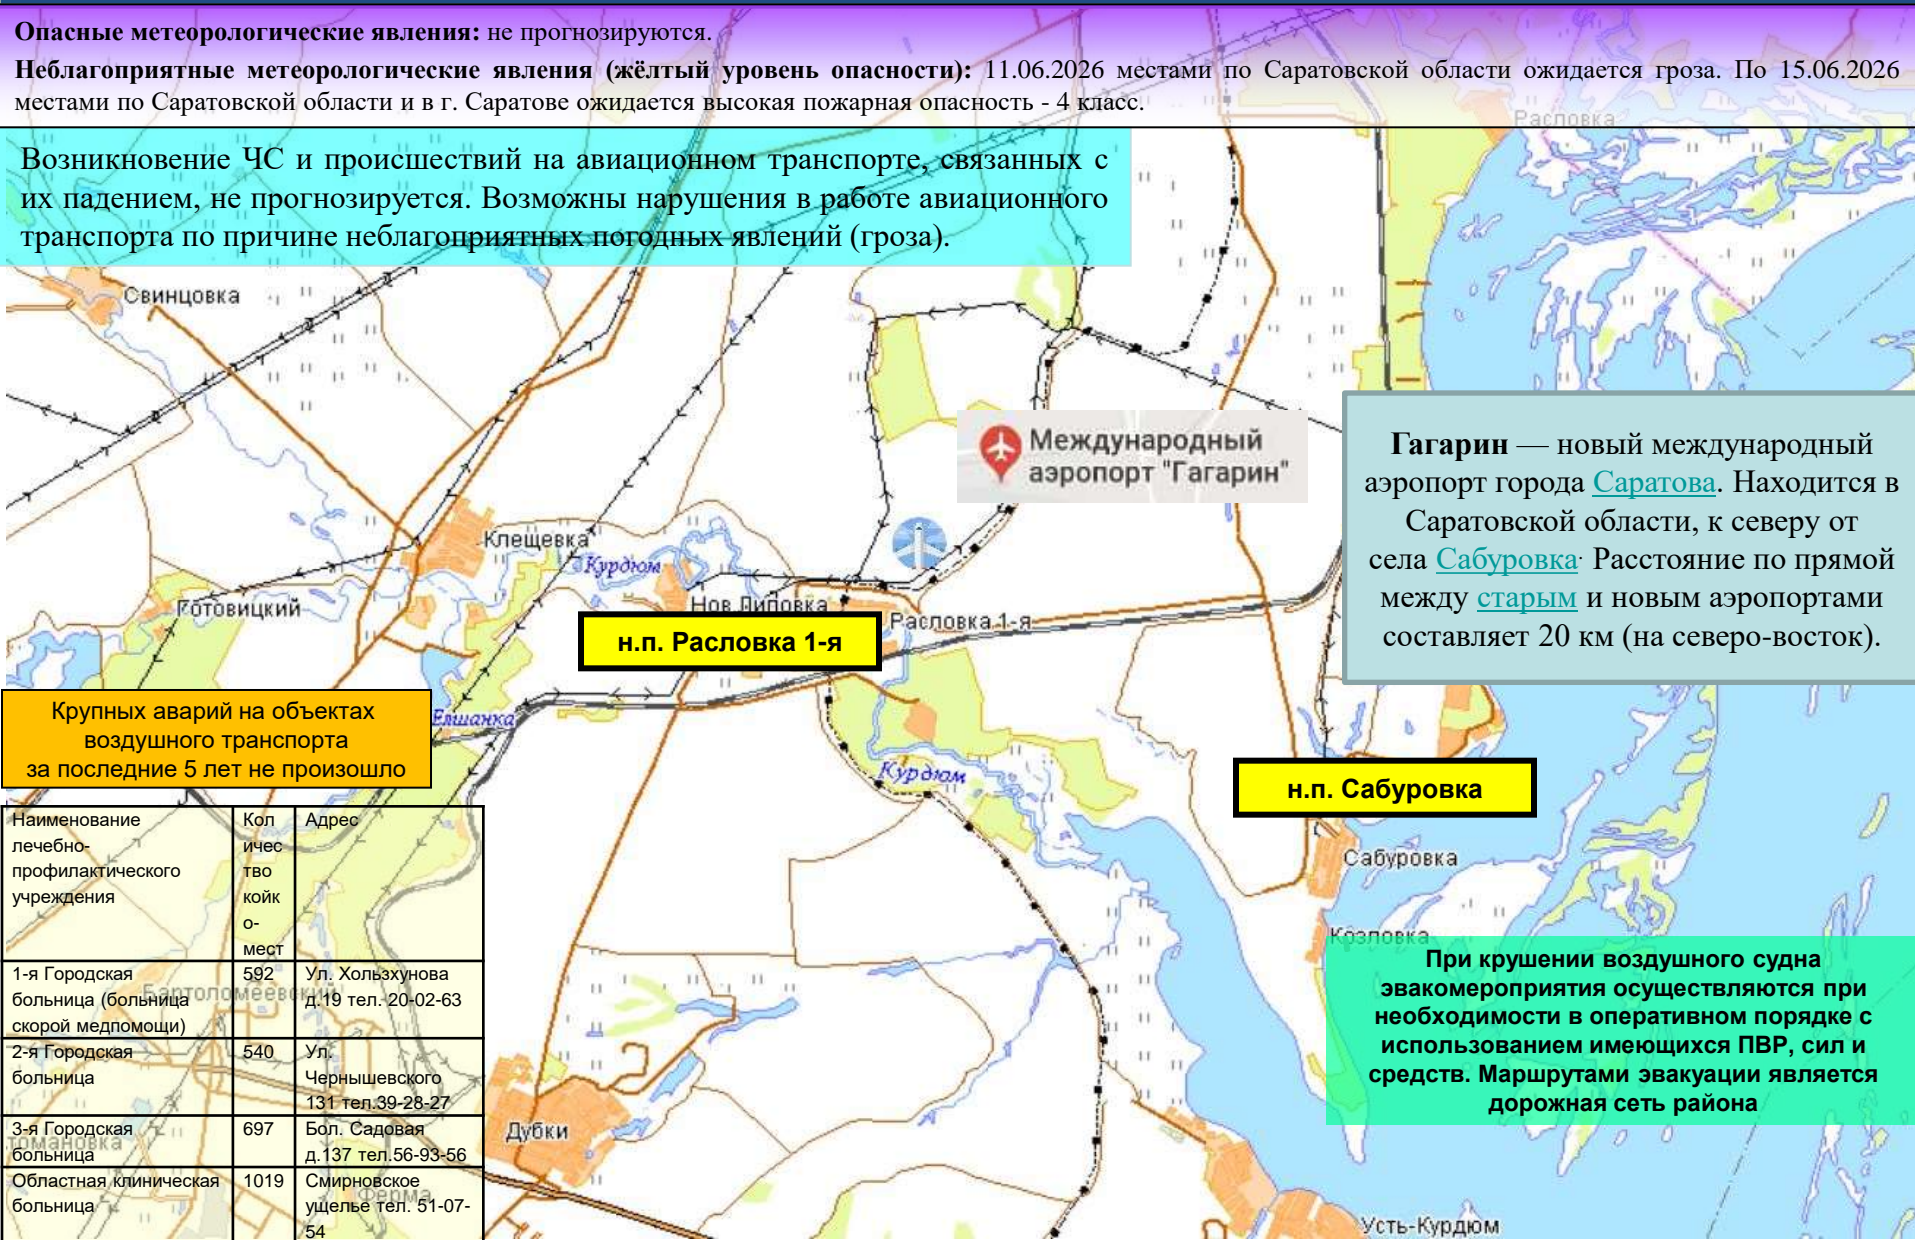 Опасные метеорологические явления: не прогнозируются.
Неблагоприятные метеорологические явления (жёлтый уровень опасности): 11.06.2026 местами по Саратовской области ожидается гроза. По 15.06.2026
местами по Саратовской области и в г. Саратове ожидается высокая пожарная опасность - 4 класс.
Расловка
Возникновение ЧС и происшествий на авиационном транспорте, связанных с
их падением, не прогнозируется. Возможны нарушения в работе авиационного
транспорта по причине неблагоприятных погодных явлений (гроза).
Свинцовка
Международный
аэропорт "Гагарин"
Гагарин — новый международный
аэропорт города Саратова. Находится в
Саратовской области, к северу от
села Сабуровка. Расстояние по прямой
между старым и новым аэропортами
составляет 20 км (на северо-восток).
Клещевка
Курдюм
Готовицкий
Нов.Липовка
Расловка 1-я
н.п. Расловка 1-я
Елшанка
Крупных аварий на объектах
воздушного транспорта
за последние 5 лет не произошло
Курдюм
н.п. Сабуровка
Сабуровка
Козловка
Наименование
лечебно-
профилактического
учреждения
Кол
ичес
тво
койк
о-
мест
Адрес
1-я Городская
больница (больница
скорой медпомощи)
592
Ул. Хользхунова
д.19 тел. 20-02-63
Бартоломеевский
2-я Городская
больница
540
Ул.
Чернышевского
131 тел.39-28-27
3-я Городская
больница
697
Бол. Садовая
д.137 тел.56-93-56
томановка
Областная клиническая
больница
1019
Смирновское
ущелье тел. 51-07-
54
Ферма
При крушении воздушного судна
эвакомероприятия осуществляются при
необходимости в оперативном порядке с
использованием имеющихся ПВР, сил и
средств. Маршрутами эвакуации является
дорожная сеть района
Дубки
Усть-Курдюм